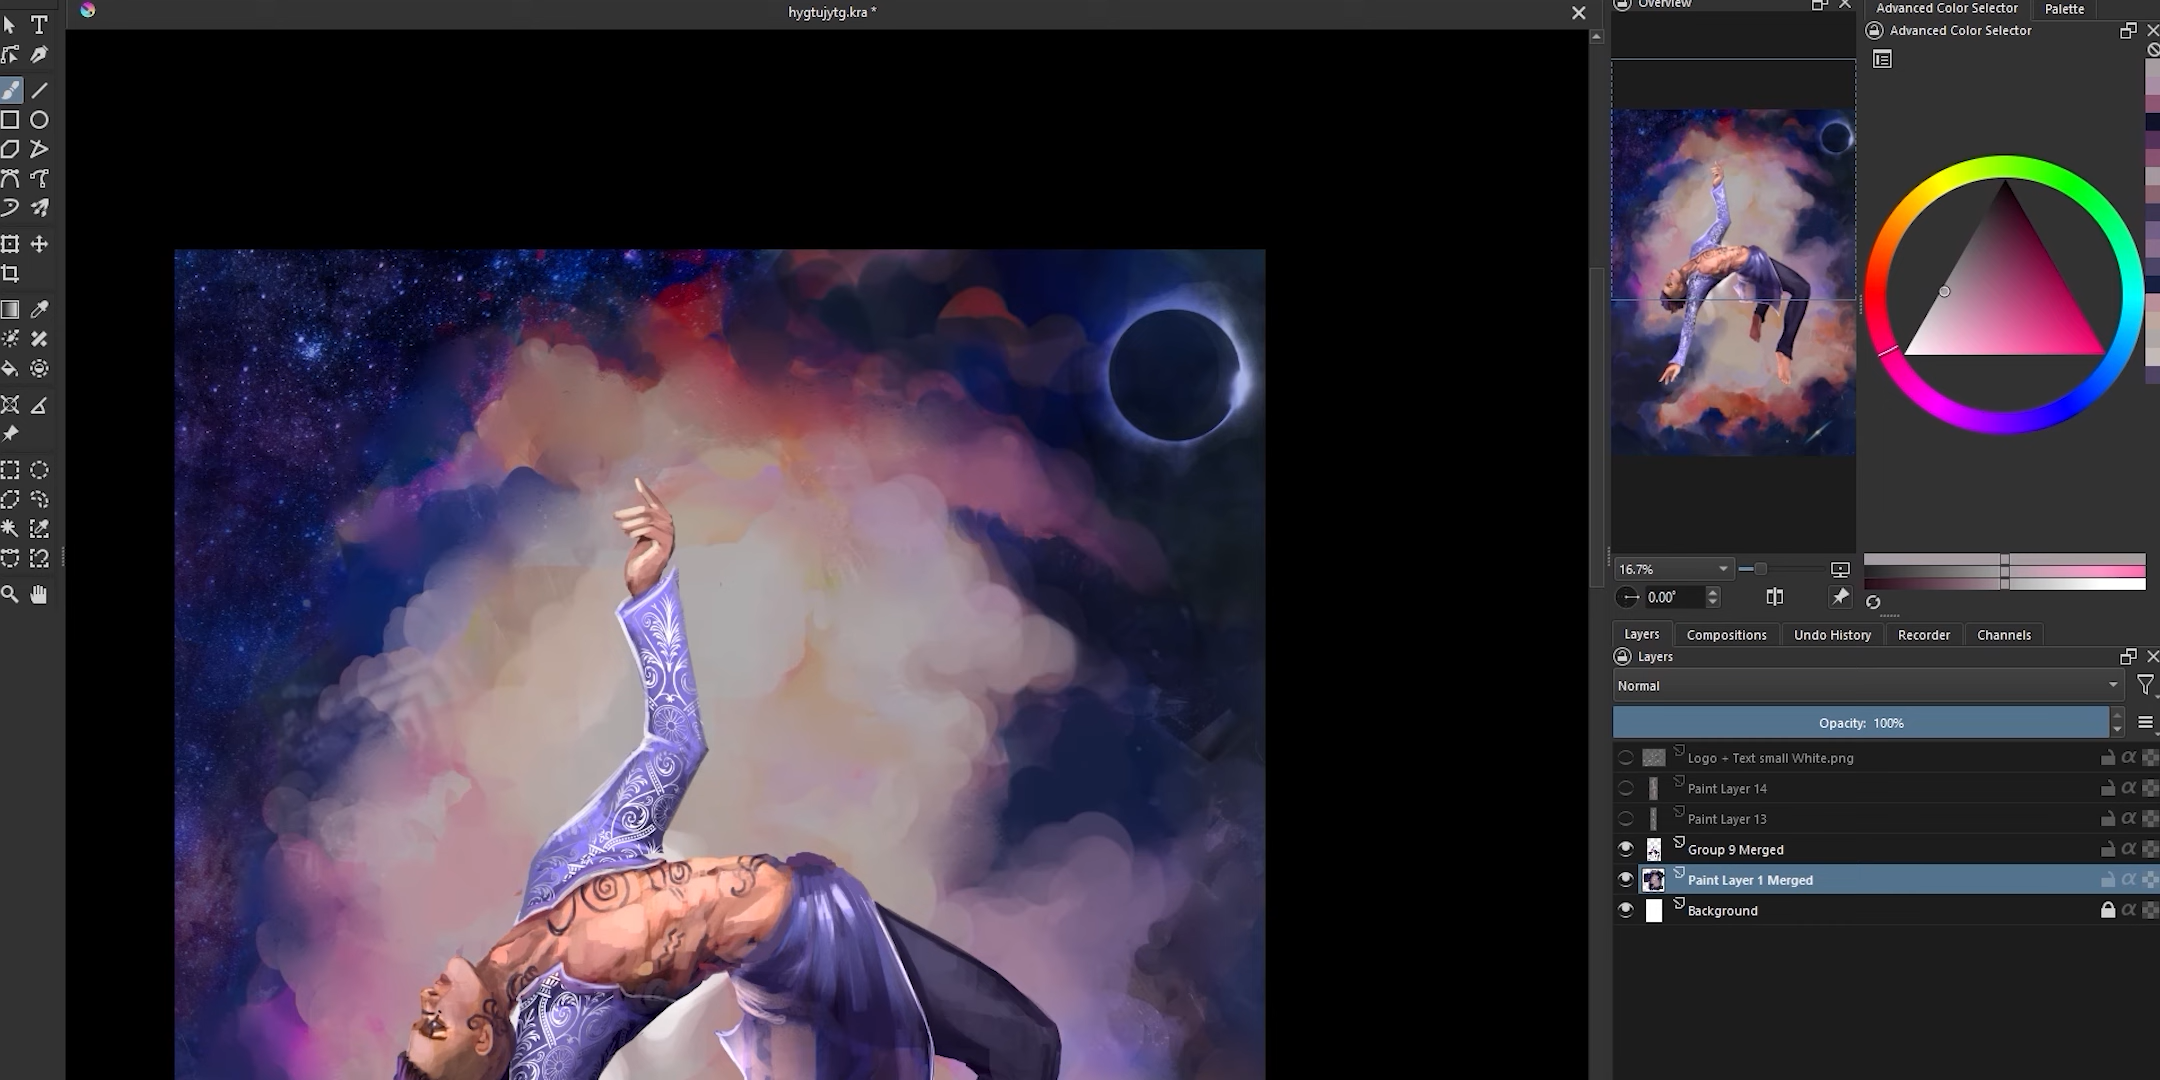 hygtujytg.kra *
Overview
Advanced Color Selector
Palette
Advanced Color Selector
16.7%
0.00°
Layers
Compositions
Undo History
Recorder
Channels
Layers
Normal
Opacity: 100%
Logo + Text small White.png
Paint Layer 14
Paint Layer 13
Group 9 Merged
Paint Layer 1 Merged
Background